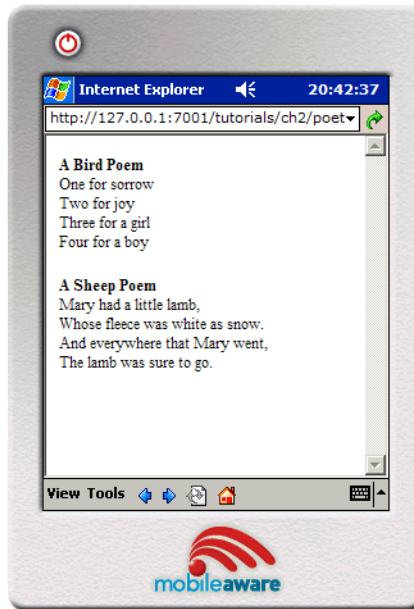 Internet Explorer 20:42:37
http://127.0.0.1:7001/tutorials/ch2/poet
A Bird Poem
One for sorrow
Two for joy
Three for a girl
Four for a boy
A Sheep Poem
Mary had a little lamb,
Whose fleece was white as snow.
And everywhere that Mary went,
The lamb was sure to go.
View Tools
mobileaware